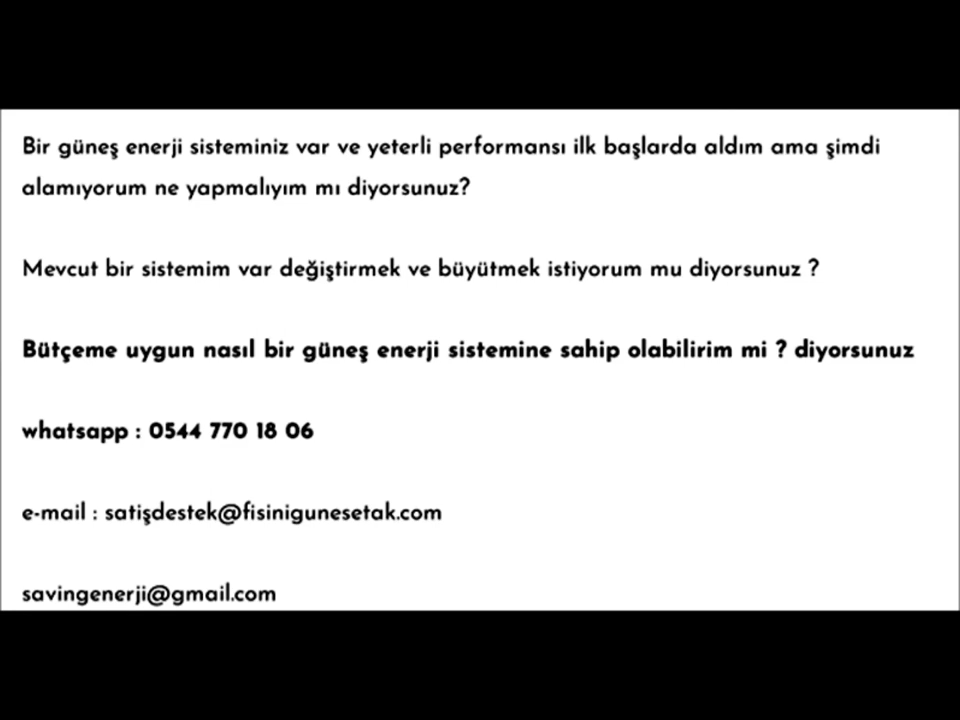 Bir güneş enerji sisteminiz var ve yeterli performansı ilk başlarda aldım ama şimdi
alamıyorum ne yapmalıyım mı diyorsunuz?
Mevcut bir sistemim var değiştirmek ve büyütmek istiyorum mu diyorsunuz ?
Bütçeme uygun nasıl bir güneş enerji sistemine sahip olabilirim mi ? diyorsunuz
whatsapp : 0544 770 18 06
e-mail : satişdestek@fisinigunesetak.com
savingenerji@gmail.com